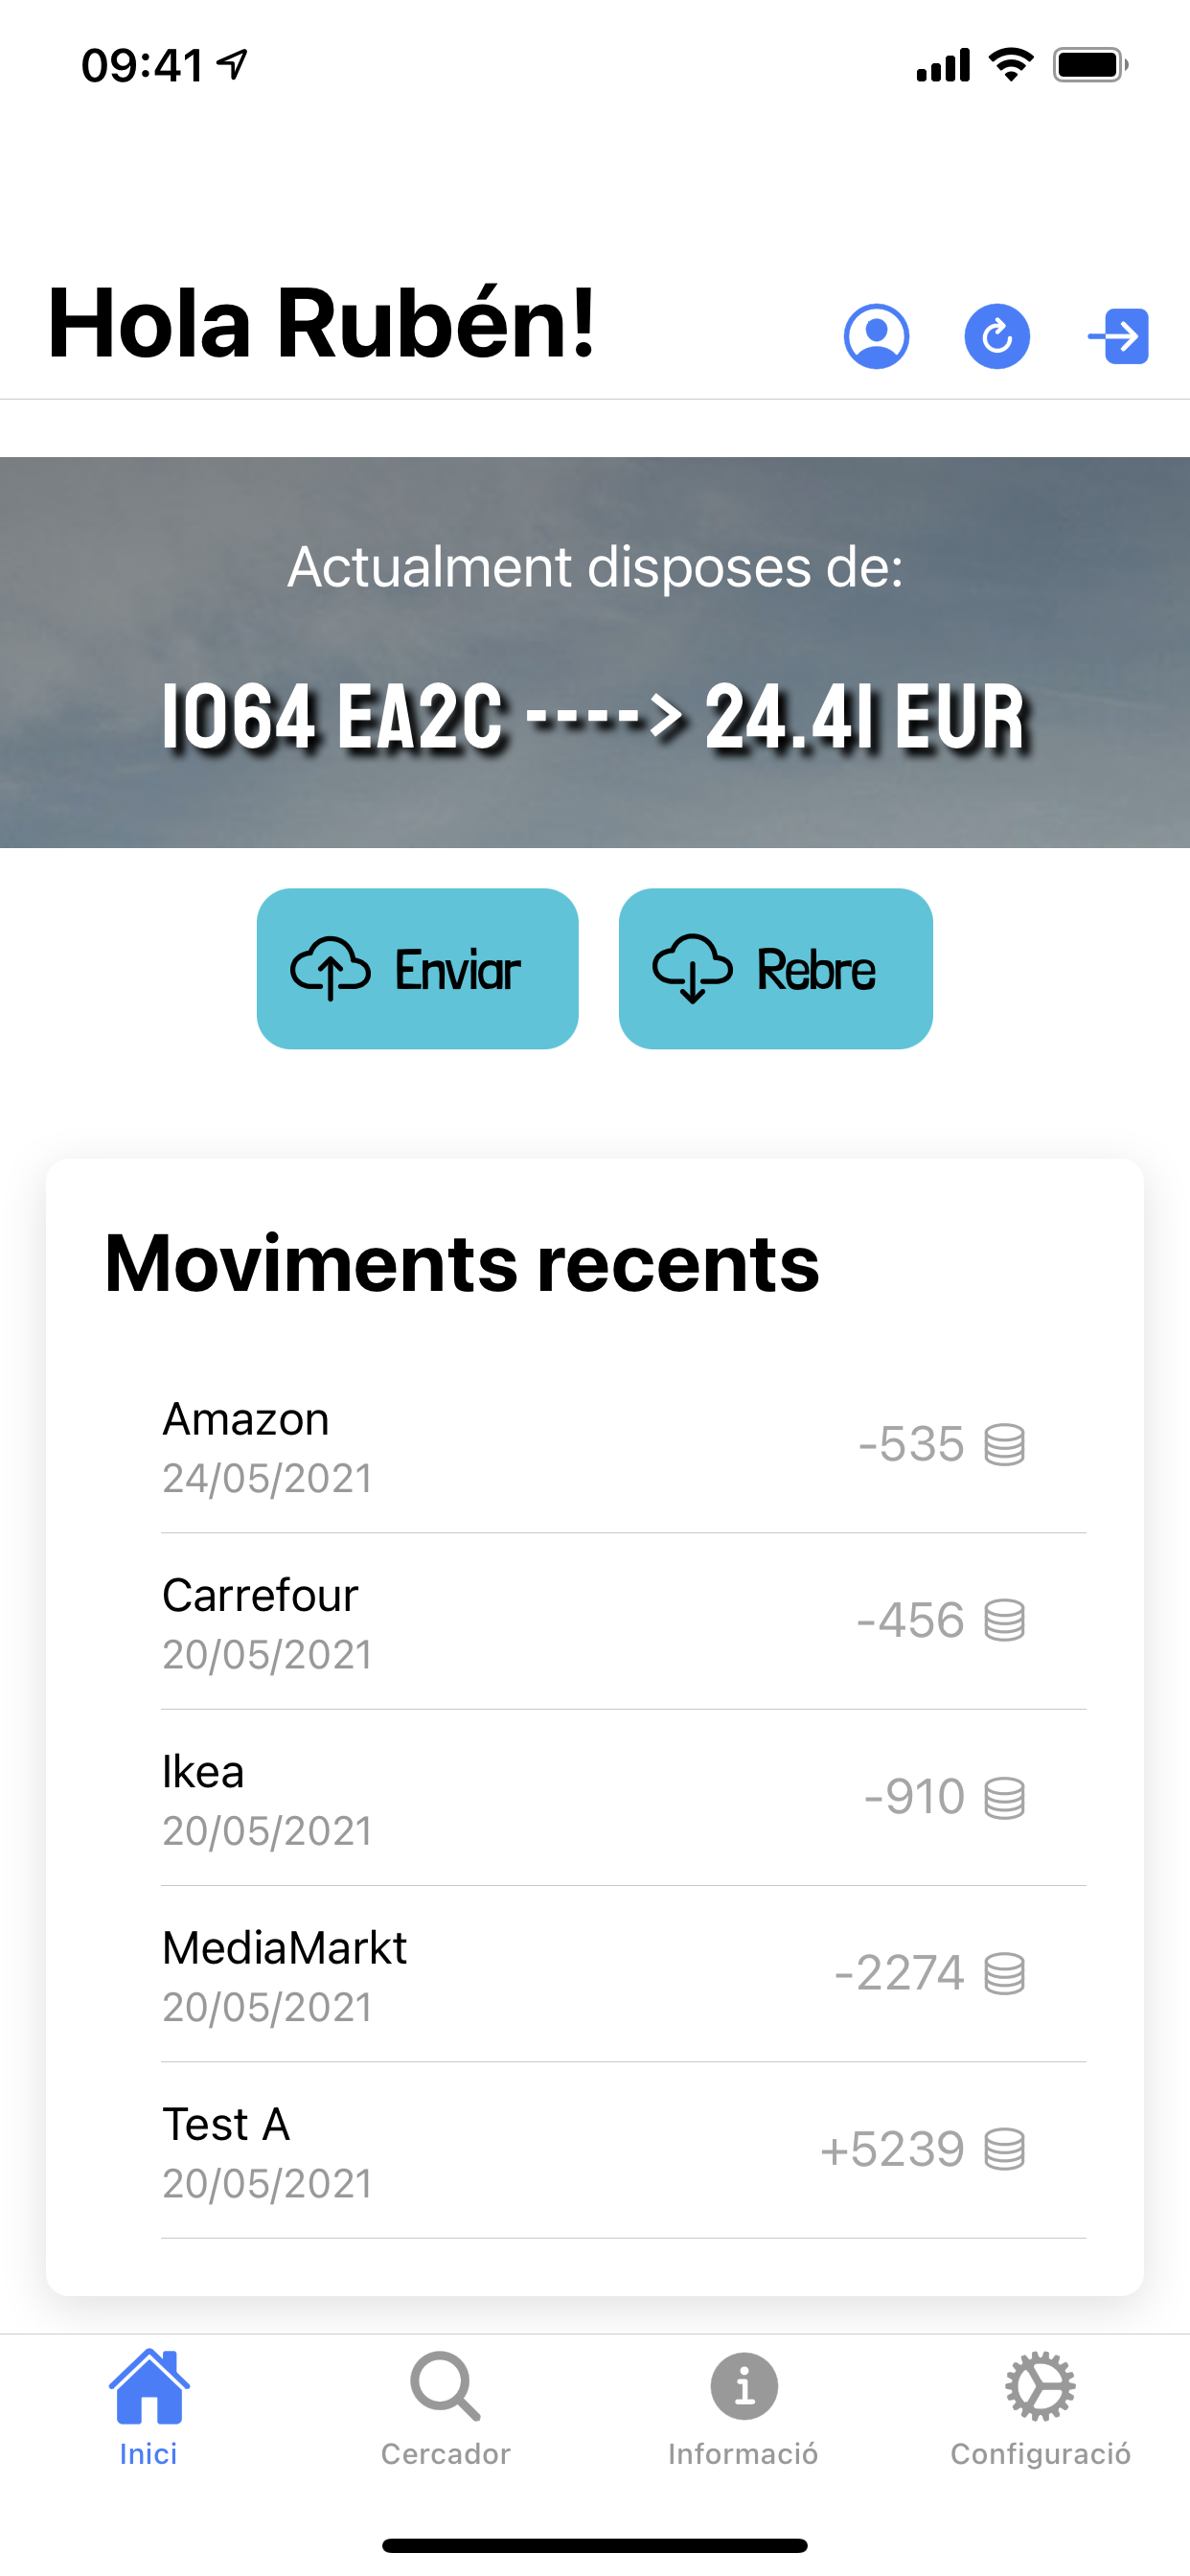 09:41
Hola Rubén!
Actualment disposes de:
1064 EA2C ----> 24.41 EUR
Enviar
Rebre
Moviments recents
Amazon
24/05/2021
-535
Carrefour
20/05/2021
-456
Ikea
20/05/2021
-910
MediaMarkt
20/05/2021
-2274
Test A
20/05/2021
+5239
Inici
Cercador
Informació
Configuració